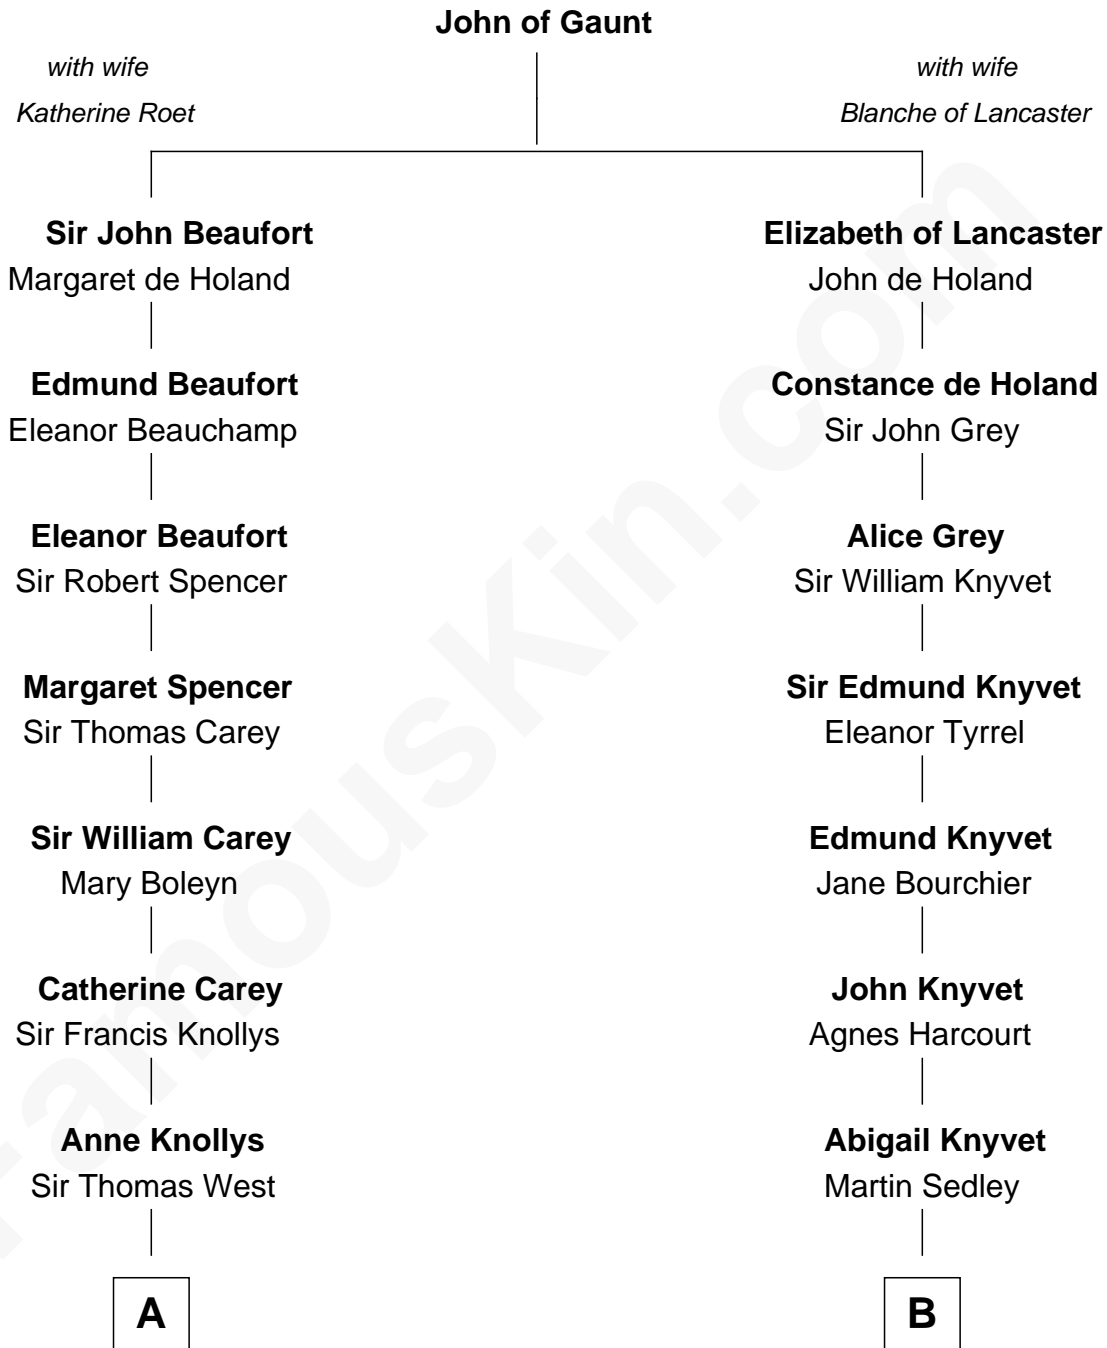 John of Gaunt
with wife
Katherine Roet
with wife
Blanche of Lancaster
Sir John Beaufort
Margaret de Holand
Elizabeth of Lancaster
John de Holand
Edmund Beaufort
Eleanor Beauchamp
Constance de Holand
Sir John Grey
Eleanor Beaufort
Sir Robert Spencer
Alice Grey
Sir William Knyvet
Margaret Spencer
Sir Thomas Carey
Sir Edmund Knyvet
Eleanor Tyrrel
Sir William Carey
Mary Boleyn
Edmund Knyvet
Jane Bourchier
Catherine Carey
Sir Francis Knollys
John Knyvet
Agnes Harcourt
Anne Knollys
Sir Thomas West
Abigail Knyvet
Martin Sedley
A
B
FamousKin.com